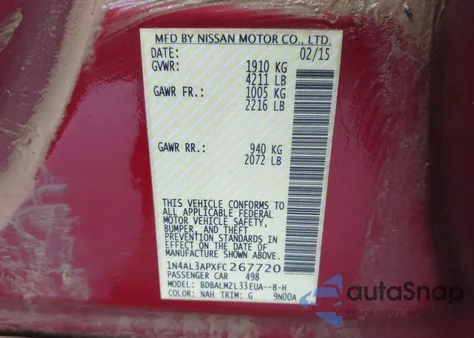 MFD BY NISSAN MOTOR CO., LTD.
DATE: 02/15
GVWR: 1910 KG
4211 LB
GAWR FR.: 1005 KG
2216 LB
GAWR RR.: 940 KG
2072 LB
THIS VEHICLE CONFORMS TO
ALL APPLICABLE FEDERAL
MOTOR VEHICLE SAFETY,
BUMPER, AND THEFT
PREVENTION STANDARDS IN
EFFECT ON THE DATE OF
MANUFACTURE SHOWN ABOVE.
1N4AL3APXFC267720
PASSENGER CAR 498
MODEL: BDBALMZL33EUA--B-H
COLOR: NAH TRIM: G 9N00A
autoSnap